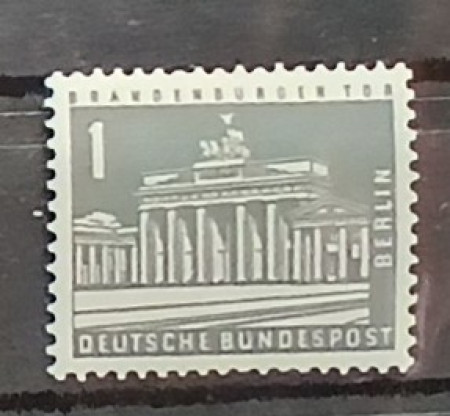 BRANDENBURGER TOR
1
BERLIN
DEUTSCHE BUNDESPOST